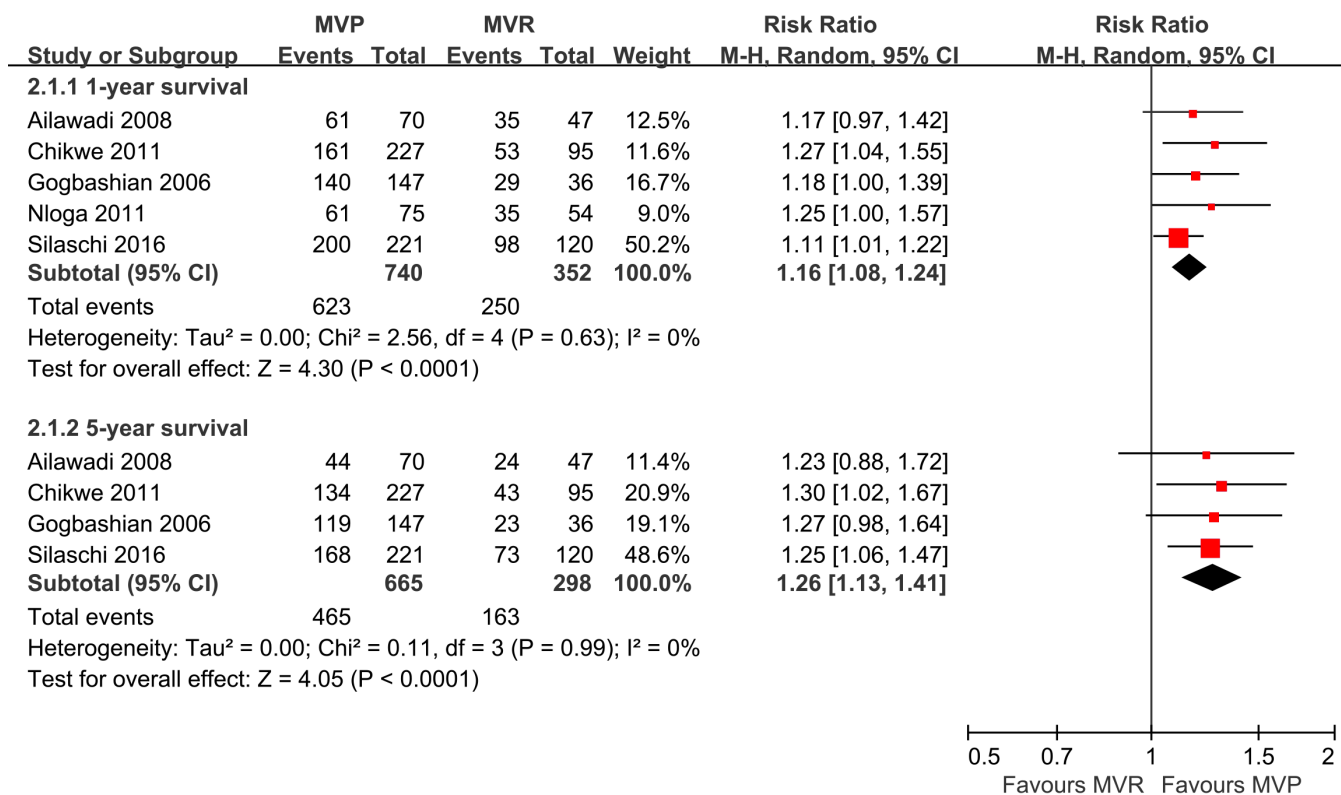 MVP MVR Risk Ratio Risk Ratio
Study or Subgroup Events Total Events Total Weight M-H, Random, 95% CI M-H, Random, 95% CI
2.1.1 1-year survival
Ailawadi 2008 61 70 35 47 12.5% 1.17 [0.97, 1.42]
Chikwe 2011 161 227 53 95 11.6% 1.27 [1.04, 1.55]
Gogbashian 2006 140 147 29 36 16.7% 1.18 [1.00, 1.39]
Nloga 2011 61 75 35 54 9.0% 1.25 [1.00, 1.57]
Silaschi 2016 200 221 98 120 50.2% 1.11 [1.01, 1.22]
Subtotal (95% CI) 740 352 100.0% 1.16 [1.08, 1.24]
Total events 623 250
Heterogeneity: Tau² = 0.00; Chi² = 2.56, df = 4 (P = 0.63); I² = 0%
Test for overall effect: Z = 4.30 (P < 0.0001)
2.1.2 5-year survival
Ailawadi 2008 44 70 24 47 11.4% 1.23 [0.88, 1.72]
Chikwe 2011 134 227 43 95 20.9% 1.30 [1.02, 1.67]
Gogbashian 2006 119 147 23 36 19.1% 1.27 [0.98, 1.64]
Silaschi 2016 168 221 73 120 48.6% 1.25 [1.06, 1.47]
Subtotal (95% CI) 665 298 100.0% 1.26 [1.13, 1.41]
Total events 465 163
Heterogeneity: Tau² = 0.00; Chi² = 0.11, df = 3 (P = 0.99); I² = 0%
Test for overall effect: Z = 4.05 (P < 0.0001)
0.5 0.7 1 1.5 2
Favours MVR Favours MVP